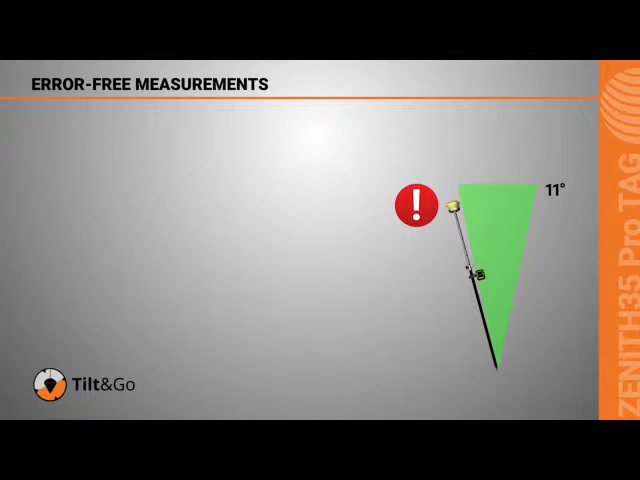 ERROR-FREE MEASUREMENTS
!
11°
Tilt&Go
ZENITH35 Pro TAG